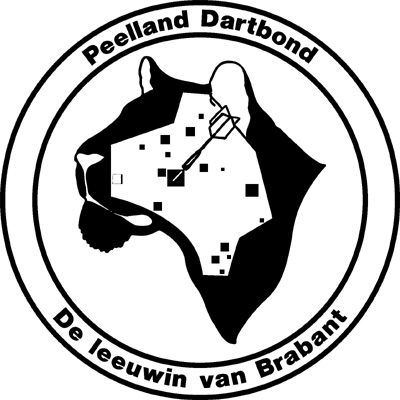 Peelland Dartbond
De leeuwin van Brabant